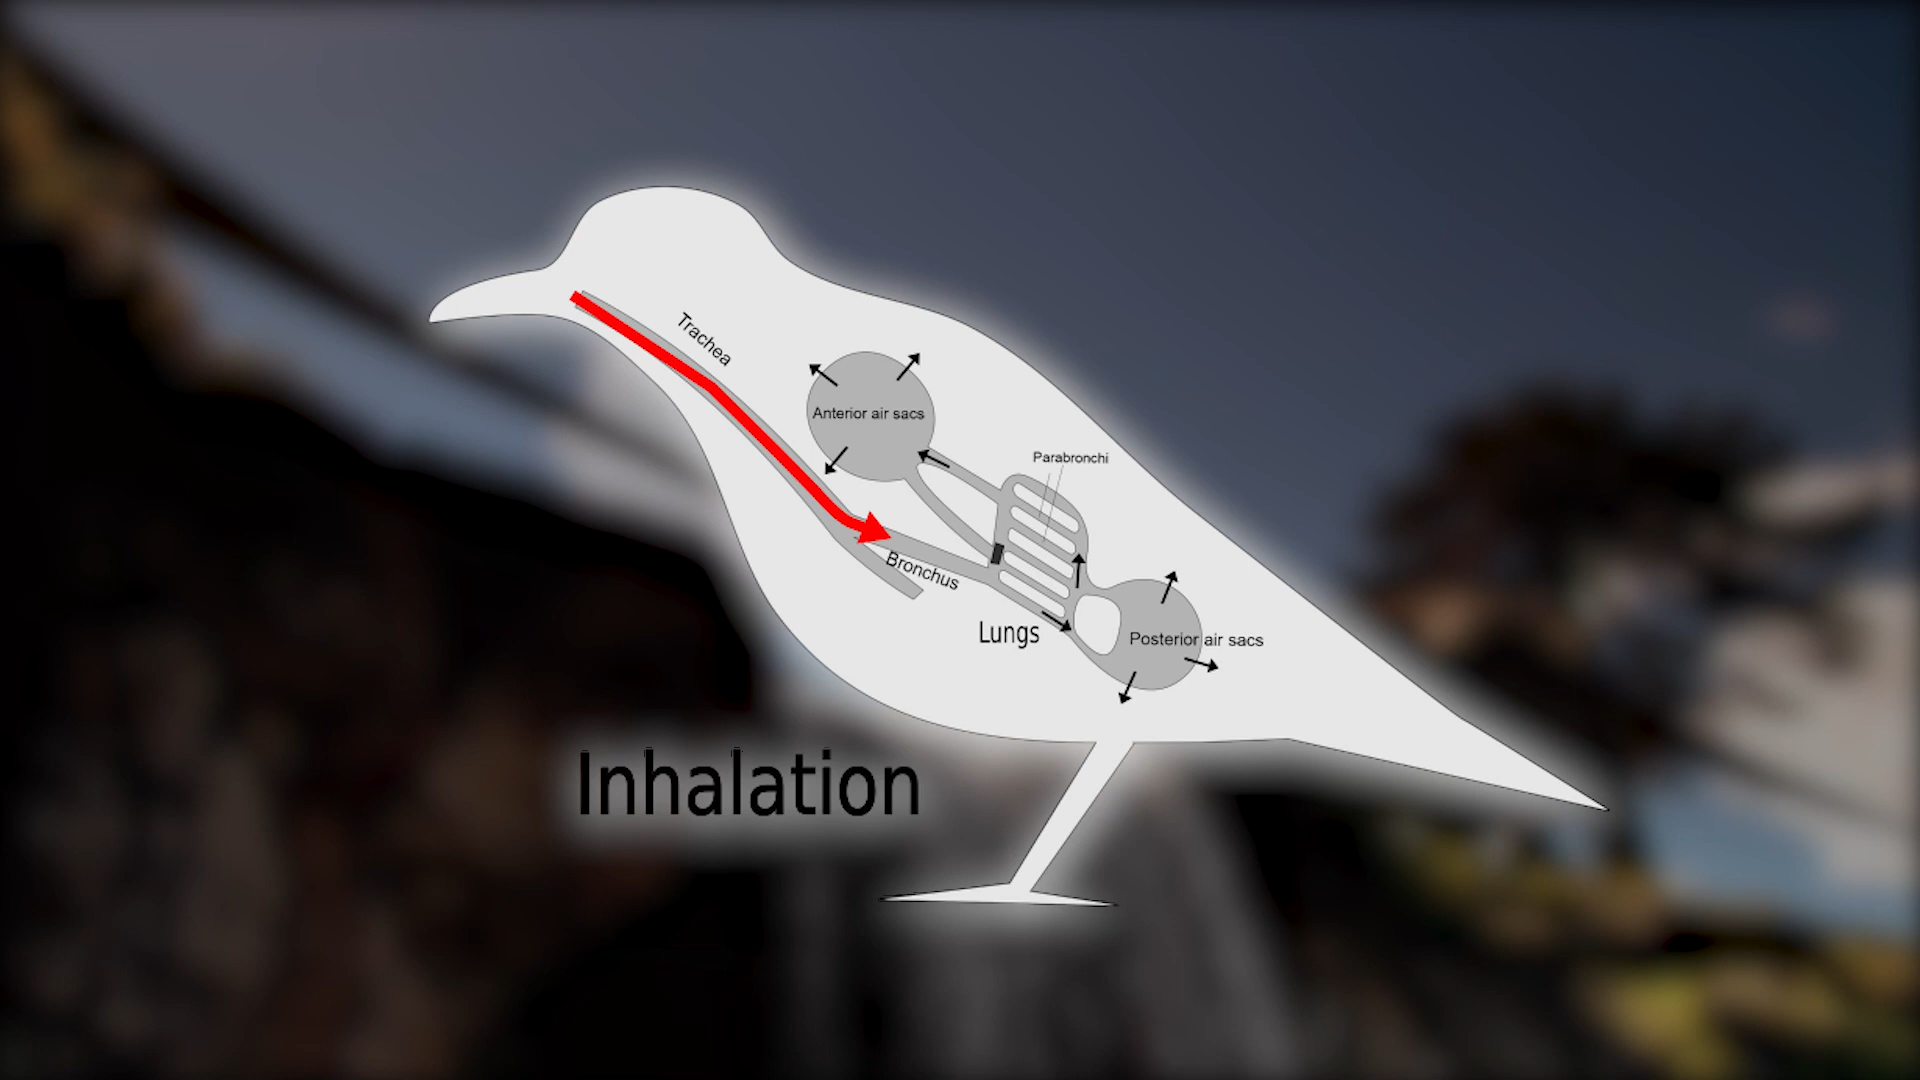 Trachea
Anterior air sacs
Parabronchi
Bronchus
Lungs
Posterior air sacs
Inhalation